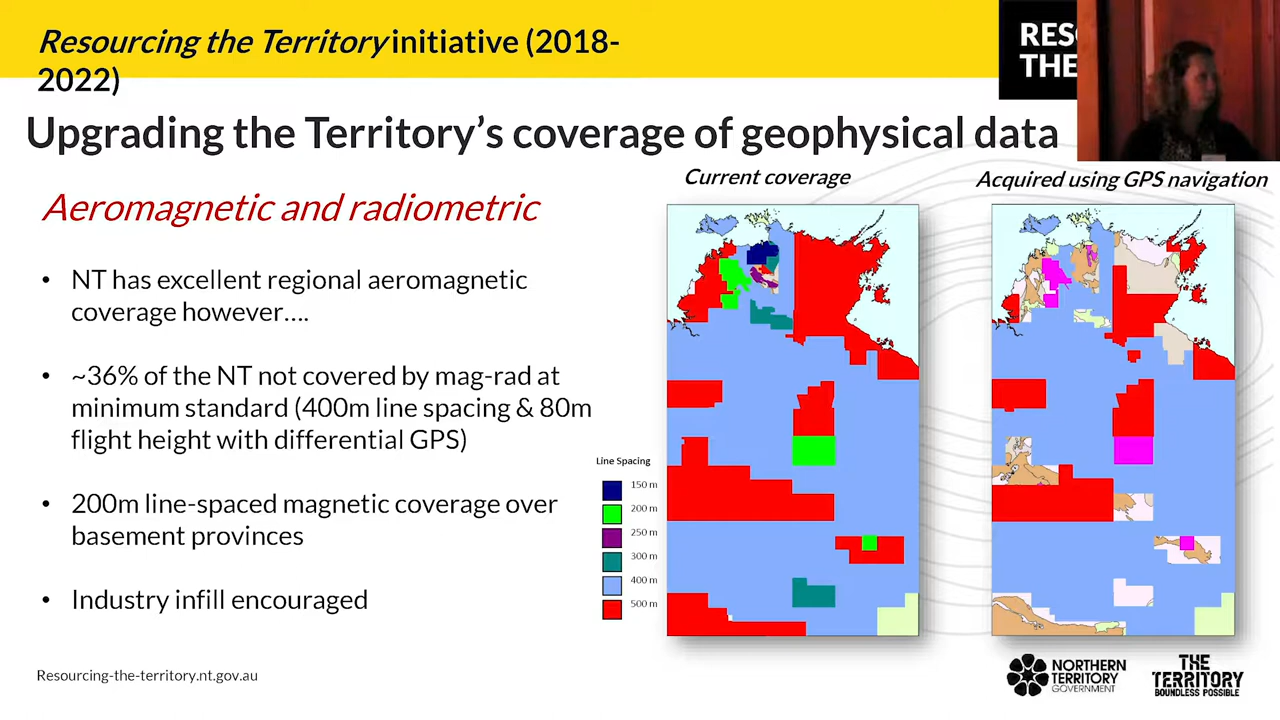 Resourcing the Territory initiative (2018-
2022)
RES
THE
Upgrading the Territory's coverage of geophysical data
Aeromagnetic and radiometric
• NT has excellent regional aeromagnetic
coverage however....
• ~36% of the NT not covered by mag-rad at
minimum standard (400m line spacing & 80m
flight height with differential GPS)
• 200m line-spaced magnetic coverage over
basement provinces
• Industry infill encouraged
Current coverage
Acquired using GPS navigation
Line Spacing
150 m
200 m
250 m
300 m
400 m
500 m
Resourcing-the-territory.nt.gov.au
NORTHERN
TERRITORY
GOVERNMENT
THE
TERRITORY
BOUNDLESS POSSIBLE